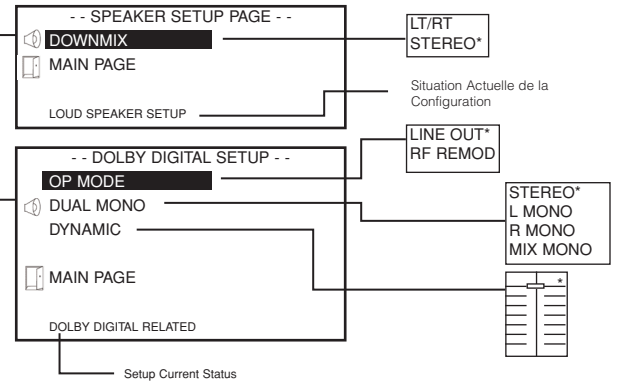 - - SPEAKER SETUP PAGE - -
DOWNMIX
MAIN PAGE
LOUD SPEAKER SETUP
LT/RT
STEREO*
Situation Actuelle de la
Configuration
- - DOLBY DIGITAL SETUP - -
OP MODE
DUAL MONO
DYNAMIC
MAIN PAGE
DOLBY DIGITAL RELATED
LINE OUT*
RF REMOD
STEREO*
L MONO
R MONO
MIX MONO
*
Setup Current Status